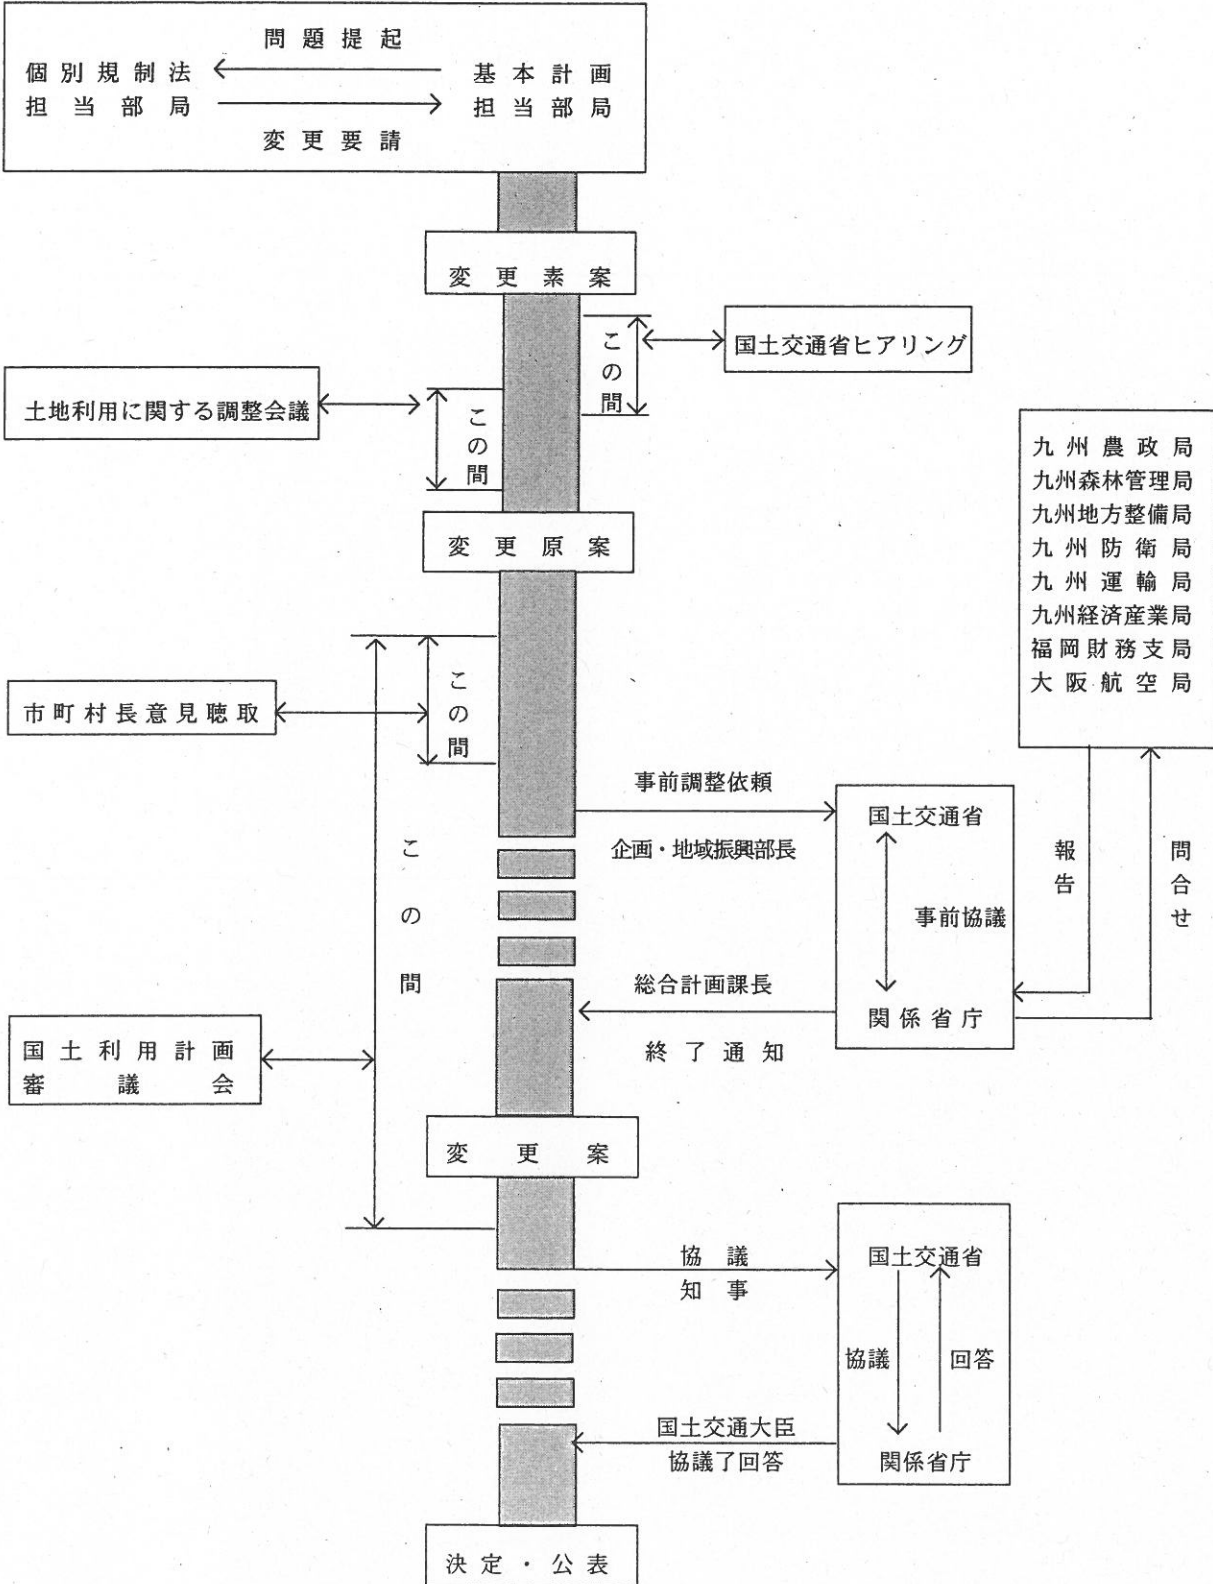 問題提起
個別規制法
担当部局
基本計画
担当部局
変更要請
変更素案
この間
国土交通省ヒアリング
土地利用に関する調整会議
この間
変更原案
九州農政局
九州森林管理局
九州地方整備局
九州防衛局
九州運輸局
九州経済産業局
福岡財務支局
大阪航空局
この間
市町村長意見聴取
事前調整依頼
企画・地域振興部長
国土交通省
事前協議
関係省庁
報告
問合せ
この間
総合計画課長
終了通知
国土利用計画
審議会
変更案
協議
知事
国土交通省
協議
回答
関係省庁
国土交通大臣
協議了回答
決定・公表